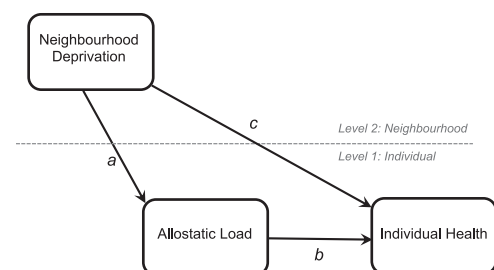 Neighbourhood
Deprivation
c
Level 2: Neighbourhood
Level 1: Individual
a
Allostatic Load
Individual Health
b